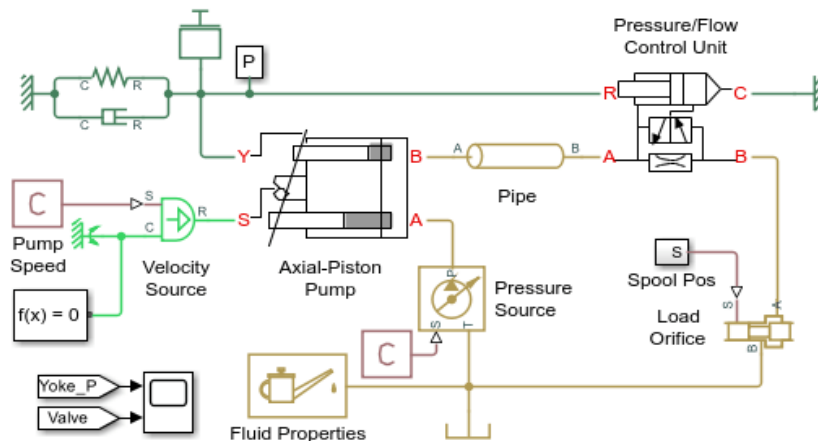 Pressure/Flow
Control Unit
P
C R
C R
R C
Y B A B A B
Pipe
C S
C R S A
Pump
Speed
Velocity
Source
Axial-Piston
Pump
P
Pressure
Source
S T
C
S
Spool Pos
Load
Orifice
S A
B
f(x) = 0
Yoke_P
Valve
Fluid Properties